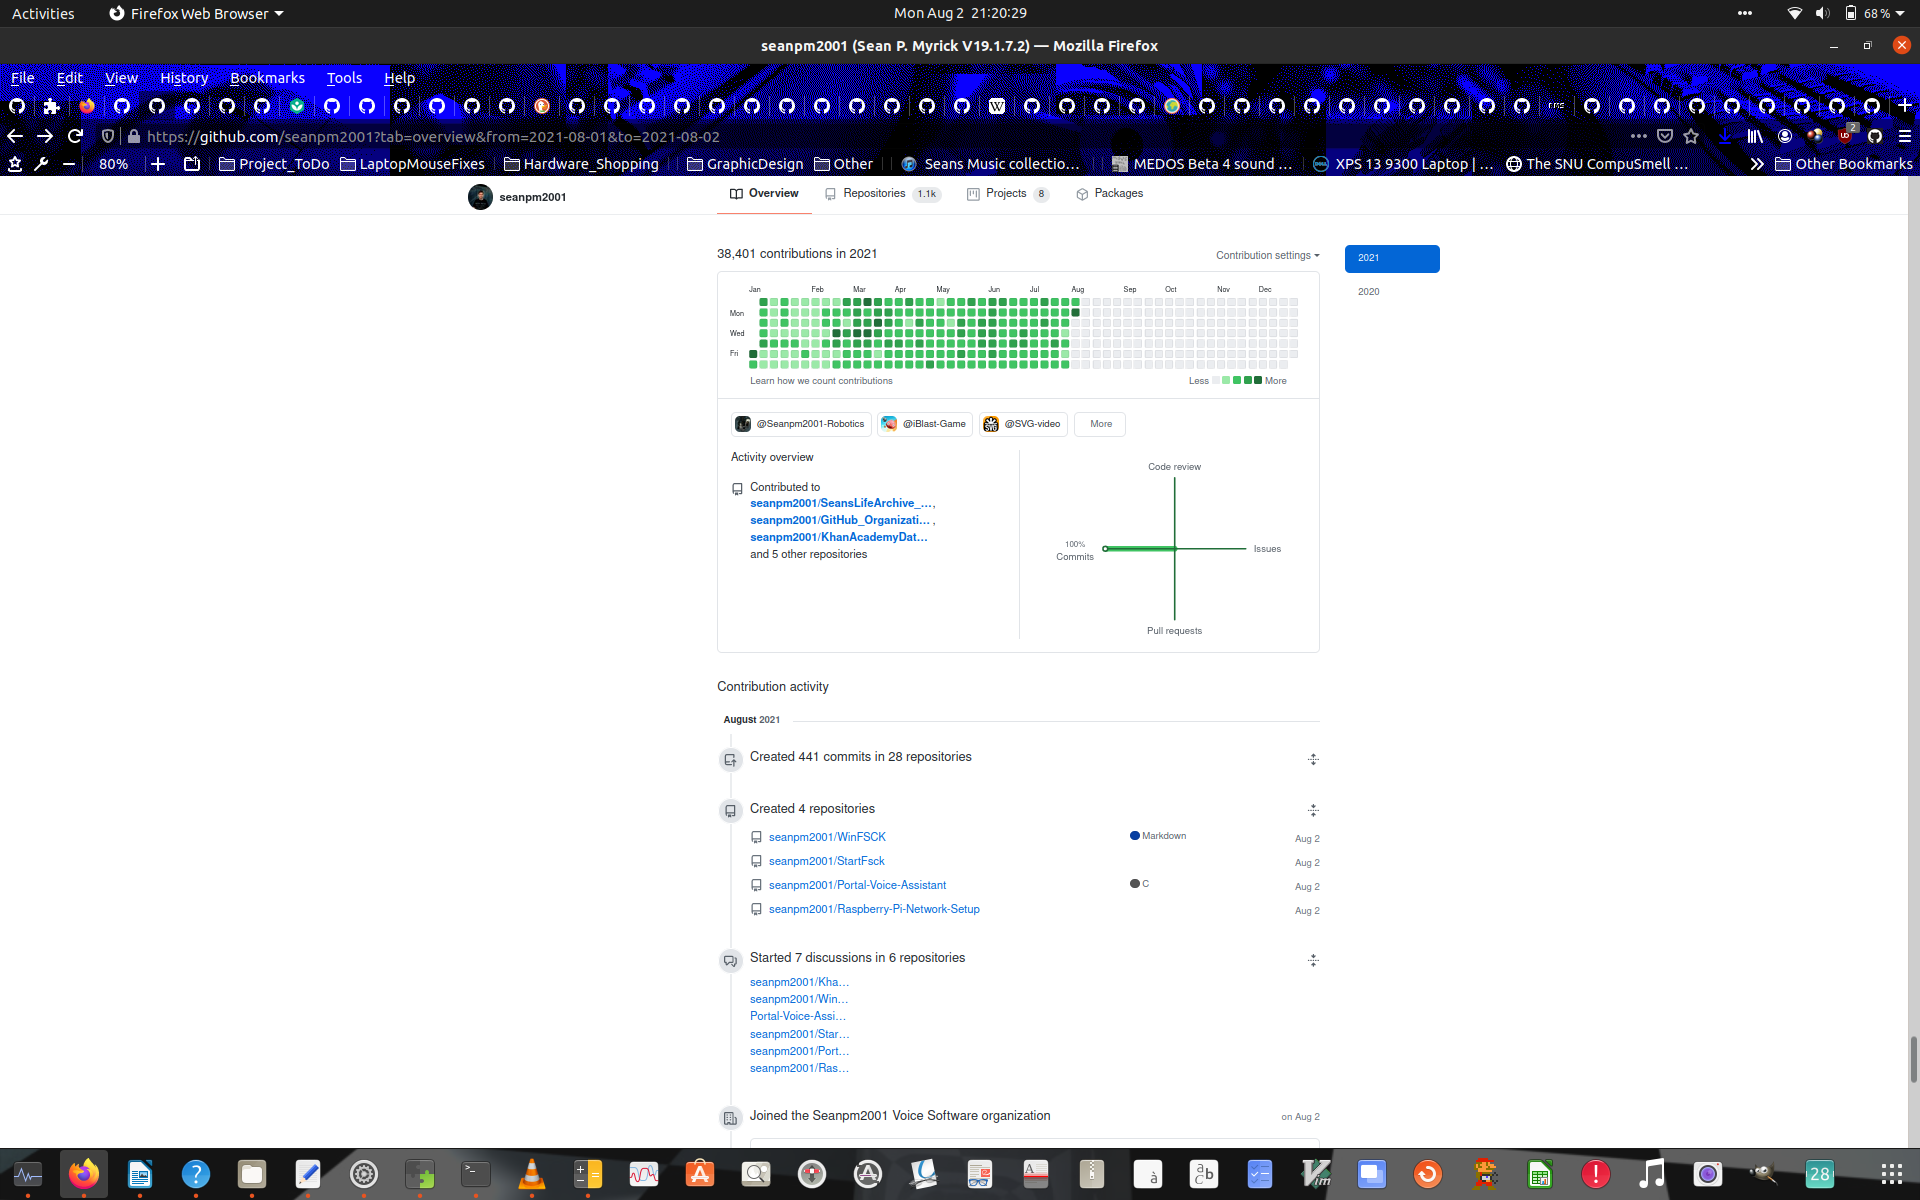 Activities Firefox Web Browser Mon Aug 2 21:20:29 68 %
seanpm2001 (Sean P. Myrick V19.1.7.2) — Mozilla Firefox
File Edit View History Bookmarks Tools Help
https://github.com/seanpm2001?tab=overview&from=2021-08-01&to=2021-08-02 2
80% Project_ToDo LaptopMouseFixes Hardware_Shopping GraphicDesign Other Seans Music collectio… MEDOS Beta 4 sound … XPS 13 9300 Laptop | … The SNU CompuSmell … Other Bookmarks
seanpm2001 Overview Repositories 1.1k Projects 8 Packages
38,401 contributions in 2021 Contribution settings 2021
2020
Jan Feb Mar Apr May Jun Jul Aug Sep Oct Nov Dec
Mon
Wed
Fri
Learn how we count contributions Less More
@Seanpm2001-Robotics @iBlast-Game @SVG-video More
Activity overview
Contributed to
seanpm2001/SeansLifeArchive_…,
seanpm2001/GitHub_Organizati…,
seanpm2001/KhanAcademyDat…
and 5 other repositories
Code review
100%
Commits
Issues
Pull requests
Contribution activity
August 2021
Created 441 commits in 28 repositories
Created 4 repositories
seanpm2001/WinFSCK Markdown Aug 2
seanpm2001/StartFsck Aug 2
seanpm2001/Portal-Voice-Assistant C Aug 2
seanpm2001/Raspberry-Pi-Network-Setup Aug 2
Started 7 discussions in 6 repositories
seanpm2001/Kha…
seanpm2001/Win…
Portal-Voice-Assi…
seanpm2001/Star…
seanpm2001/Port…
seanpm2001/Ras…
Joined the Seanpm2001 Voice Software organization on Aug 2
28